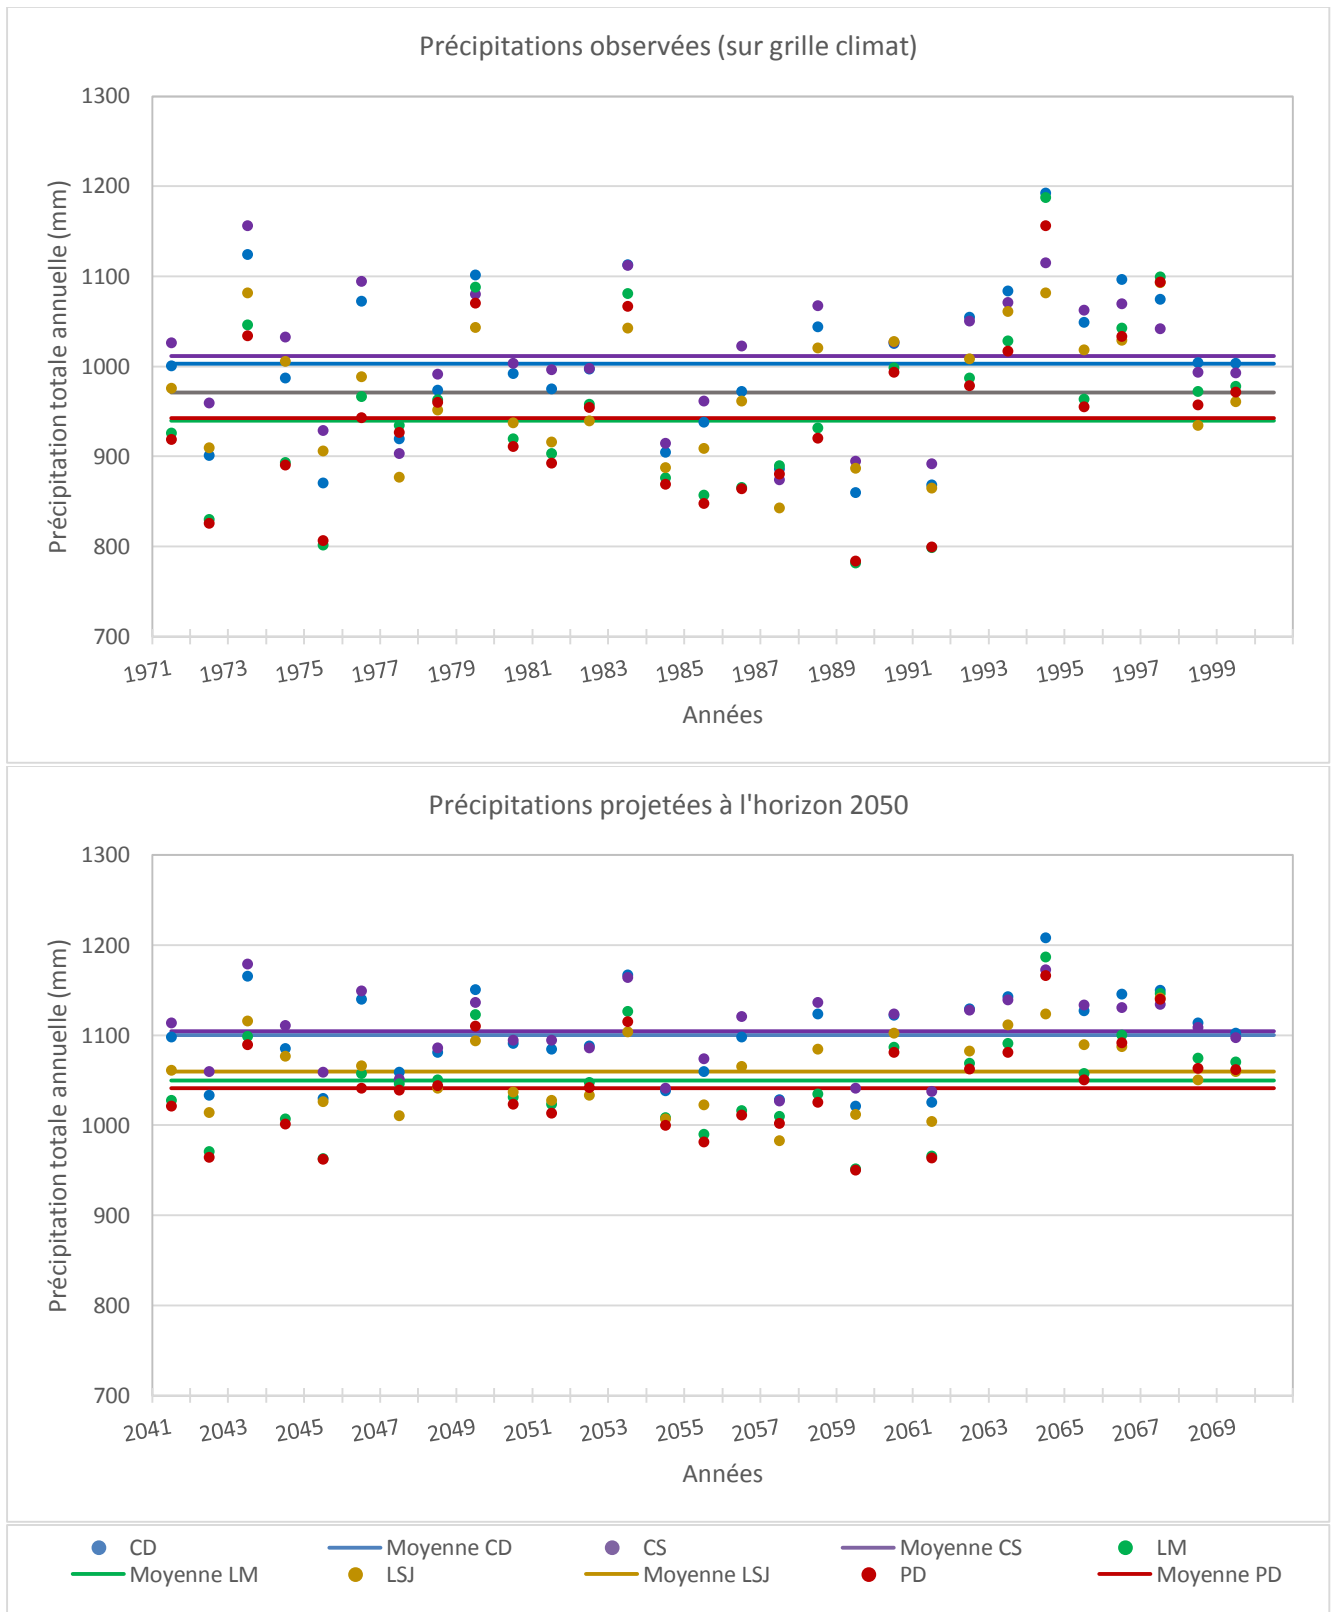 Précipitations observées (sur grille climat)
1300
1200
1100
1000
900
800
700
Précipitation totale annuelle (mm)
1971 1973 1975 1977 1979 1981 1983 1985 1987 1989 1991 1993 1995 1997 1999
Années
Précipitations projetées à l'horizon 2050
1300
1200
1100
1000
900
800
700
Précipitation totale annuelle (mm)
2041 2043 2045 2047 2049 2051 2053 2055 2057 2059 2061 2063 2065 2067 2069
Années
CD Moyenne CD CS Moyenne CS LM
Moyenne LM LSJ Moyenne LSJ PD Moyenne PD